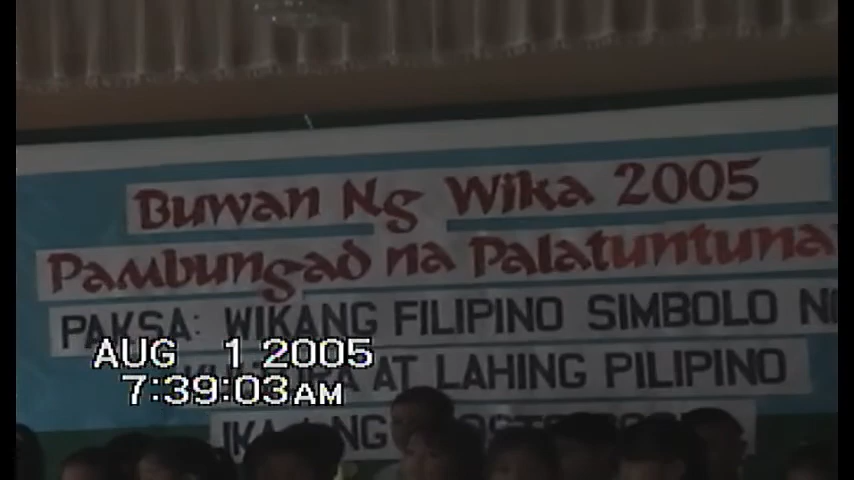 Buwan Ng Wika 2005
Pambungad na Palatuntuna
PAKSA: WIKANG FILIPINO SIMBOLO NG
AT LAHING PILIPINO
AUG 1 2005
7:39:03AM